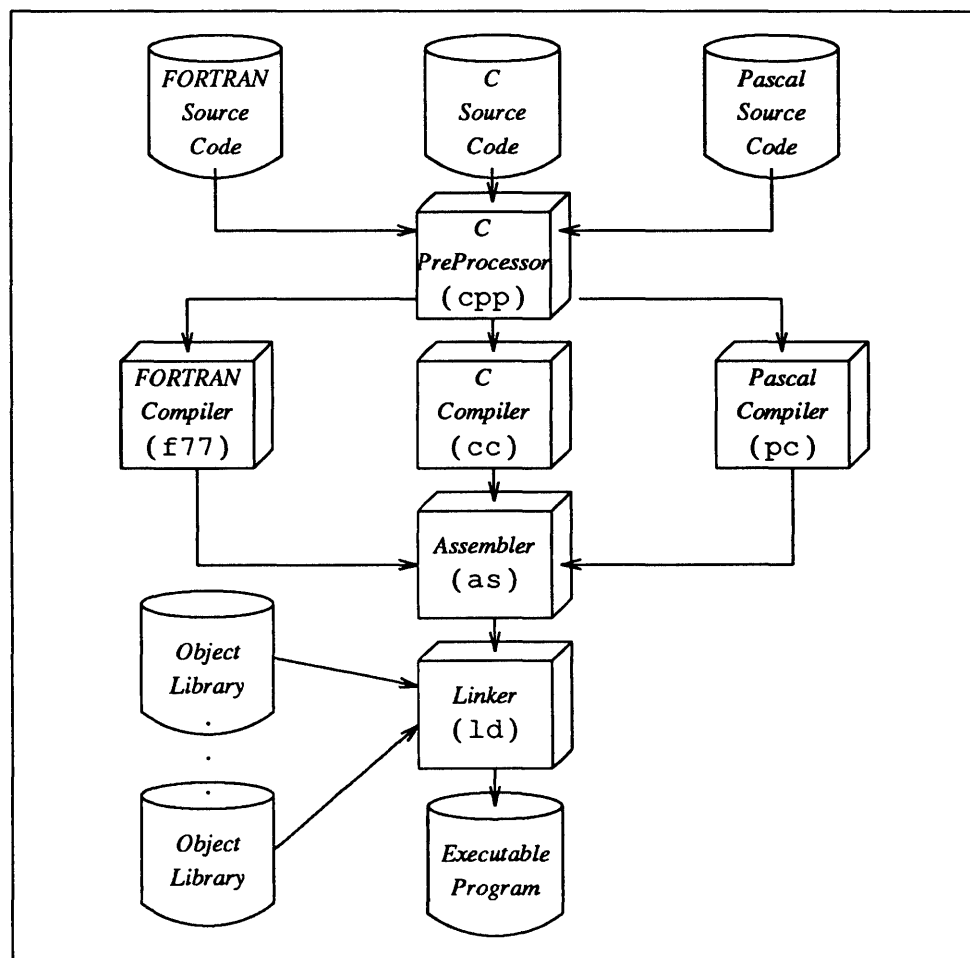 FORTRAN
Source
Code
C
Source
Code
Pascal
Source
Code
C
PreProcessor
(cpp)
FORTRAN
Compiler
(f77)
C
Compiler
(cc)
Pascal
Compiler
(pc)
Assembler
(as)
Object
Library
Linker
(ld)
Object
Library
Executable
Program